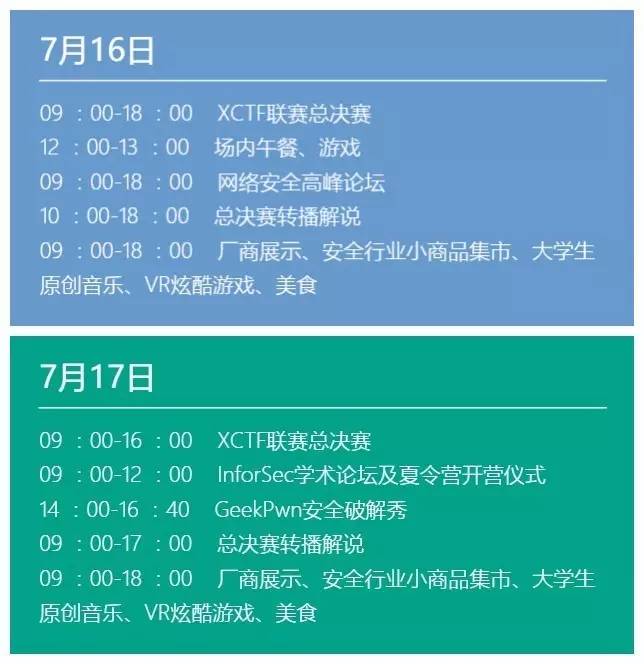 7月16日
09 ：00-18 ：00 XCTF联赛总决赛
12 ：00-13 ：00 场内午餐、游戏
09 ：00-18 ：00 网络安全高峰论坛
10 ：00-18 ：00 总决赛转播解说
09 ：00-18 ：00 厂商展示、安全行业小商品集市、大学生
原创音乐、VR炫酷游戏、美食
7月17日
09 ：00-16 ：00 XCTF联赛总决赛
09 ：00-12 ：00 InforSec学术论坛及夏令营开营仪式
14 ：00-16 ：40 GeekPwn安全破解秀
09 ：00-17 ：00 总决赛转播解说
09 ：00-18 ：00 厂商展示、安全行业小商品集市、大学生
原创音乐、VR炫酷游戏、美食